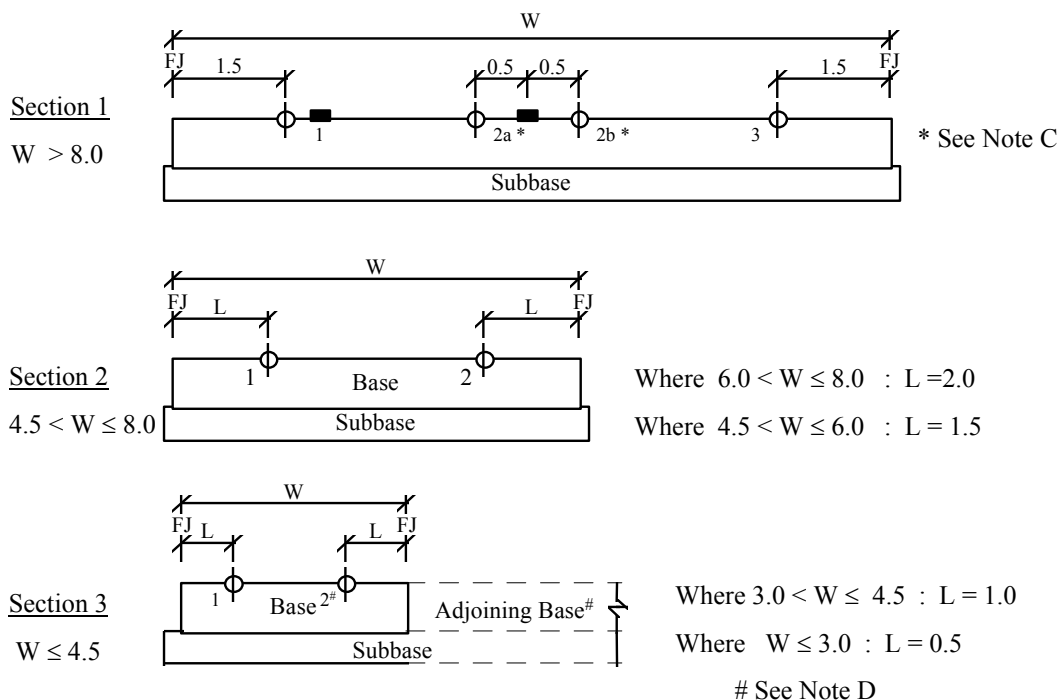 W
FJ
FJ
1.5
0.5
0.5
1.5
Section 1
W > 8.0
1
2a *
2b *
3
* See Note C
Subbase
W
FJ
FJ
L
L
Section 2
4.5 < W ≤ 8.0
1
Base
2
Subbase
Where 6.0 < W ≤ 8.0 : L =2.0
Where 4.5 < W ≤ 6.0 : L = 1.5
W
FJ
FJ
L
L
Section 3
W ≤ 4.5
1
Base
2#
Adjoining Base#
Subbase
Where 3.0 < W ≤ 4.5 : L = 1.0
Where W ≤ 3.0 : L = 0.5
# See Note D